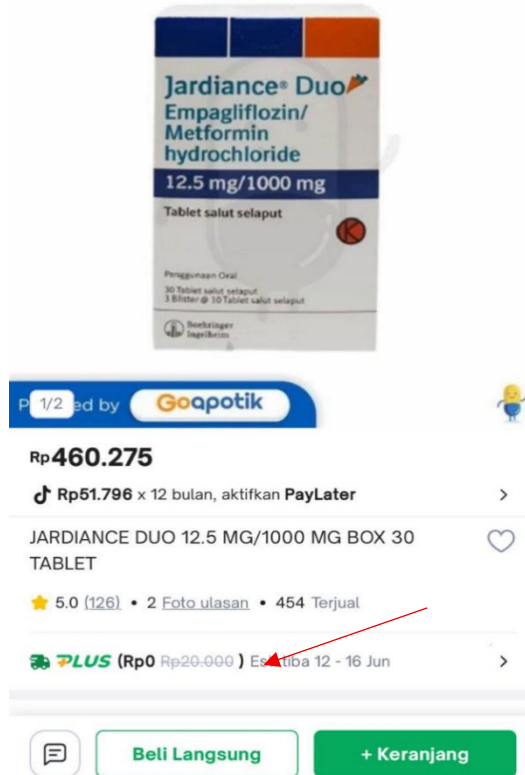 Jardiance® Duo
Empagliflozin/
Metformin
hydrochloride
12.5 mg/1000 mg
Tablet salut selaput
K
Penggunaan Oral
30 Tablet salut selaput
3 Blister @ 10 Tablet salut selaput
Boehringer
Ingelheim
1/2
ed by
Goapotik
Rp460.275
Rp51.796 x 12 bulan, aktifkan PayLater
JARDIANCE DUO 12.5 MG/1000 MG BOX 30
TABLET
5.0 (126) • 2 Foto ulasan • 454 Terjual
PLUS (Rp0 Rp20.000 ) tiba 12 - 16 Jun
Beli Langsung
+ Keranjang